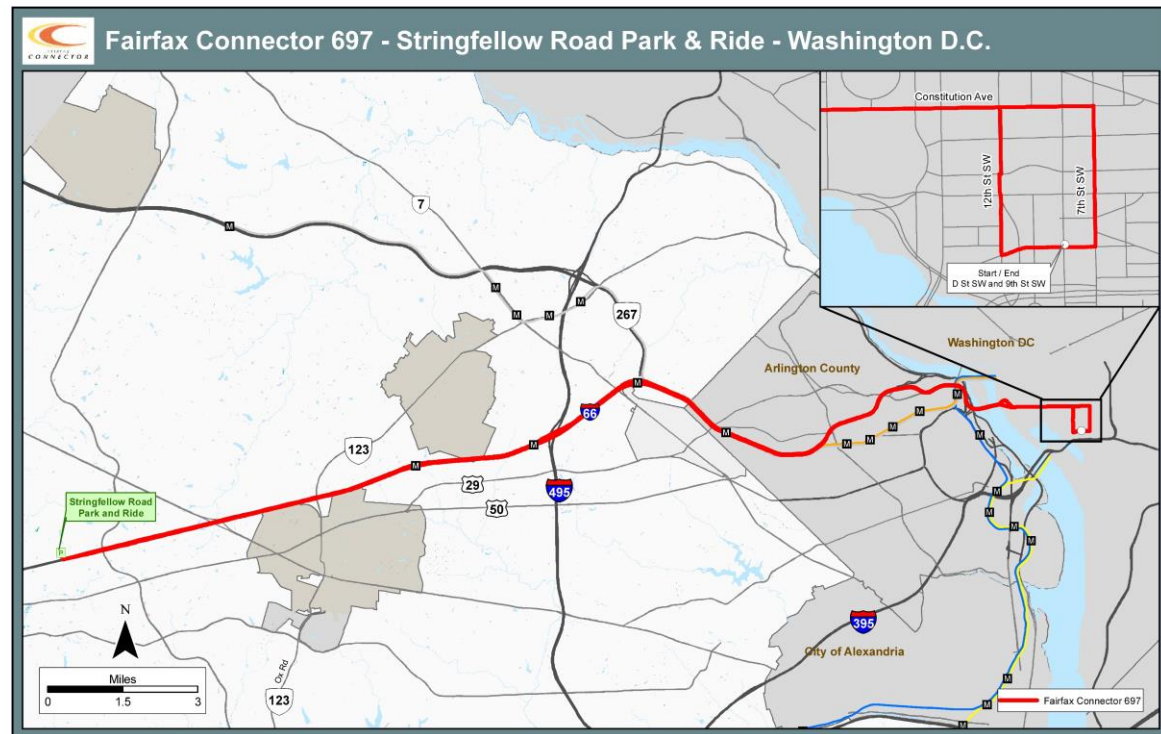 CONNECTOR
Fairfax Connector 697 - Stringfellow Road Park & Ride - Washington D.C.
Constitution Ave
12th St SW
7th St SW
Start / End
D St SW and 9th St SW
7
M
M
M
M
M
267
Washington DC
Arlington County
M
66
M
M
M
M
M
M
M
M
M
123
M
29
495
50
Stringfellow Road
Park and Ride
M
M
M
N
395
City of Alexandria
Miles
0 1.5 3
Ox Rd
123
M
Fairfax Connector 697
M